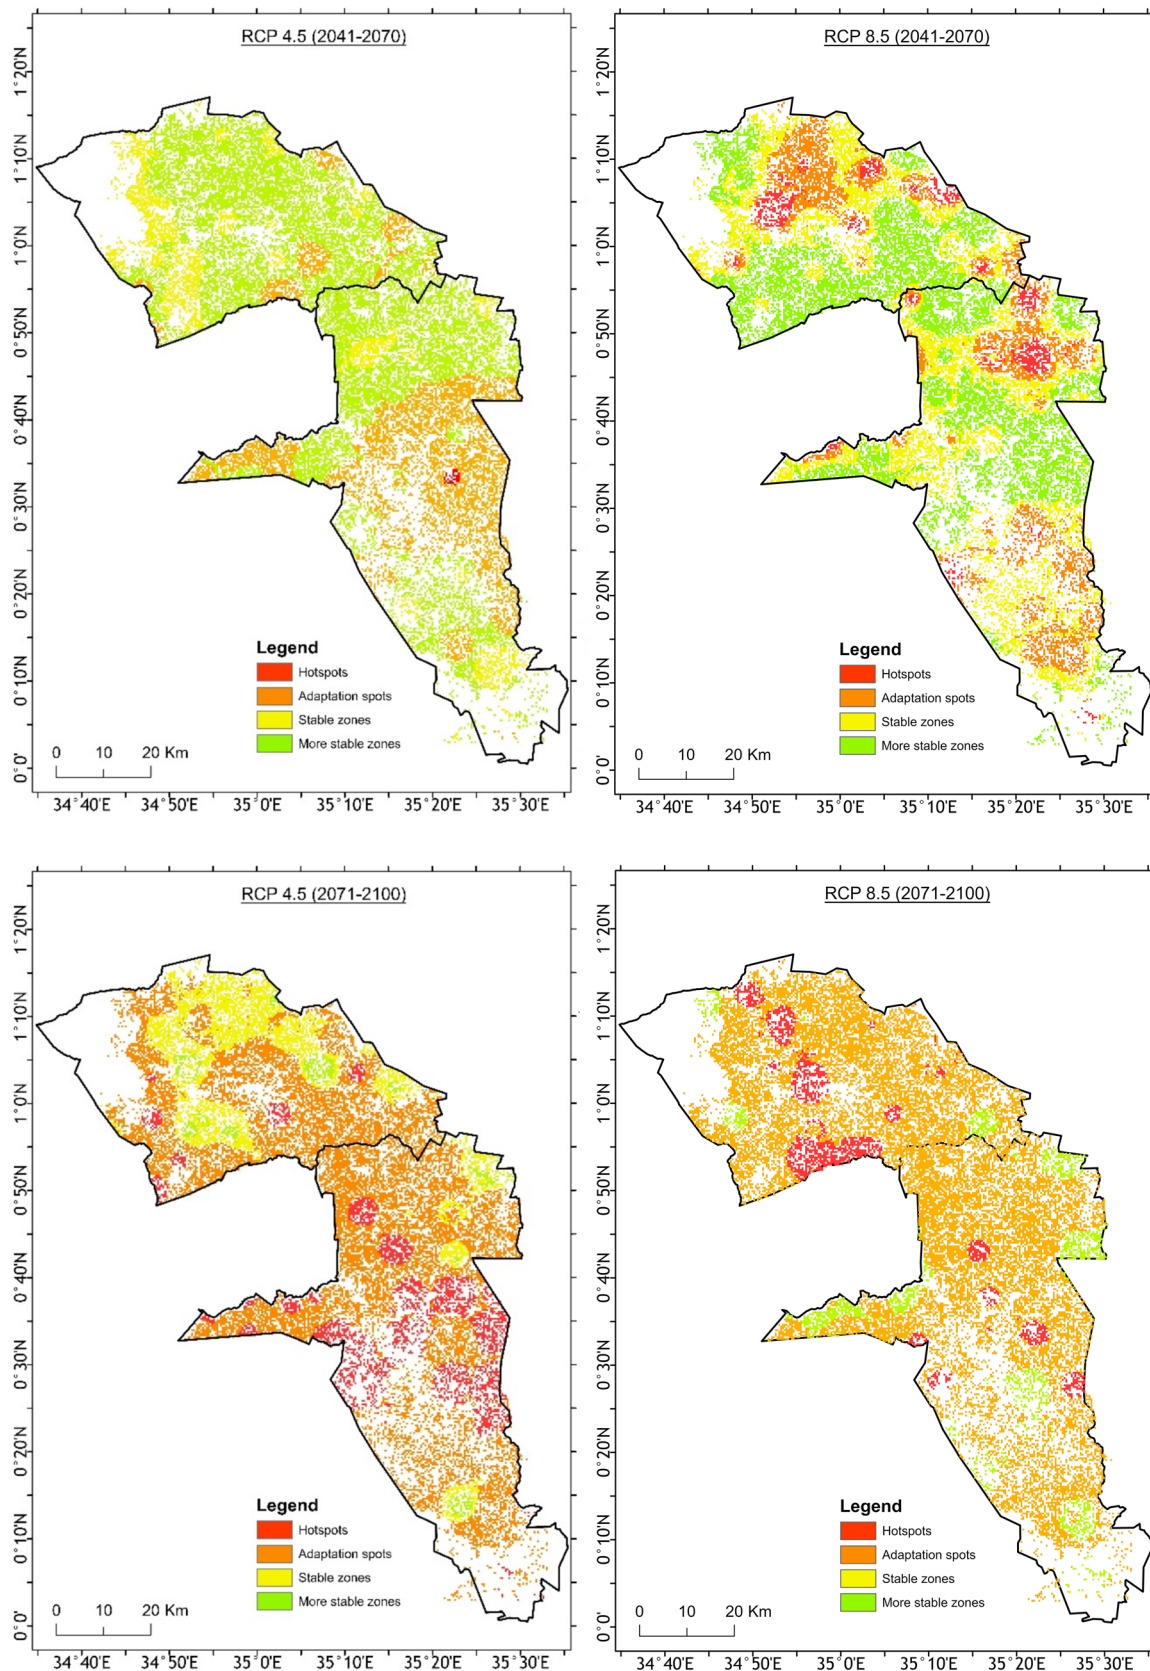 RCP 4.5 (2041-2070)
1°20'N
1°10'N
1°0'N
0°50'N
0°40'N
0°30'N
0°20'N
0°10'N
0°0'
Legend
Hotspots
Adaptation spots
Stable zones
More stable zones
0 10 20 Km
34°40'E 34°50'E 35°0'E 35°10'E 35°20'E 35°30'E
RCP 8.5 (2041-2070)
1°20'N
1°10'N
1°0'N
0°50'N
0°40'N
0°30'N
0°20'N
0°10'N
0°0'
Legend
Hotspots
Adaptation spots
Stable zones
More stable zones
0 10 20 Km
34°40'E 34°50'E 35°0'E 35°10'E 35°20'E 35°30'E
RCP 4.5 (2071-2100)
1°20'N
1°10'N
1°0'N
0°50'N
0°40'N
0°30'N
0°20'N
0°10'N
0°0'
Legend
Hotspots
Adaptation spots
Stable zones
More stable zones
0 10 20 Km
34°40'E 34°50'E 35°0'E 35°10'E 35°20'E 35°30'E
RCP 8.5 (2071-2100)
1°20'N
1°10'N
1°0'N
0°50'N
0°40'N
0°30'N
0°20'N
0°10'N
0°0'
Legend
Hotspots
Adaptation spots
Stable zones
More stable zones
0 10 20 Km
34°40'E 34°50'E 35°0'E 35°10'E 35°20'E 35°30'E